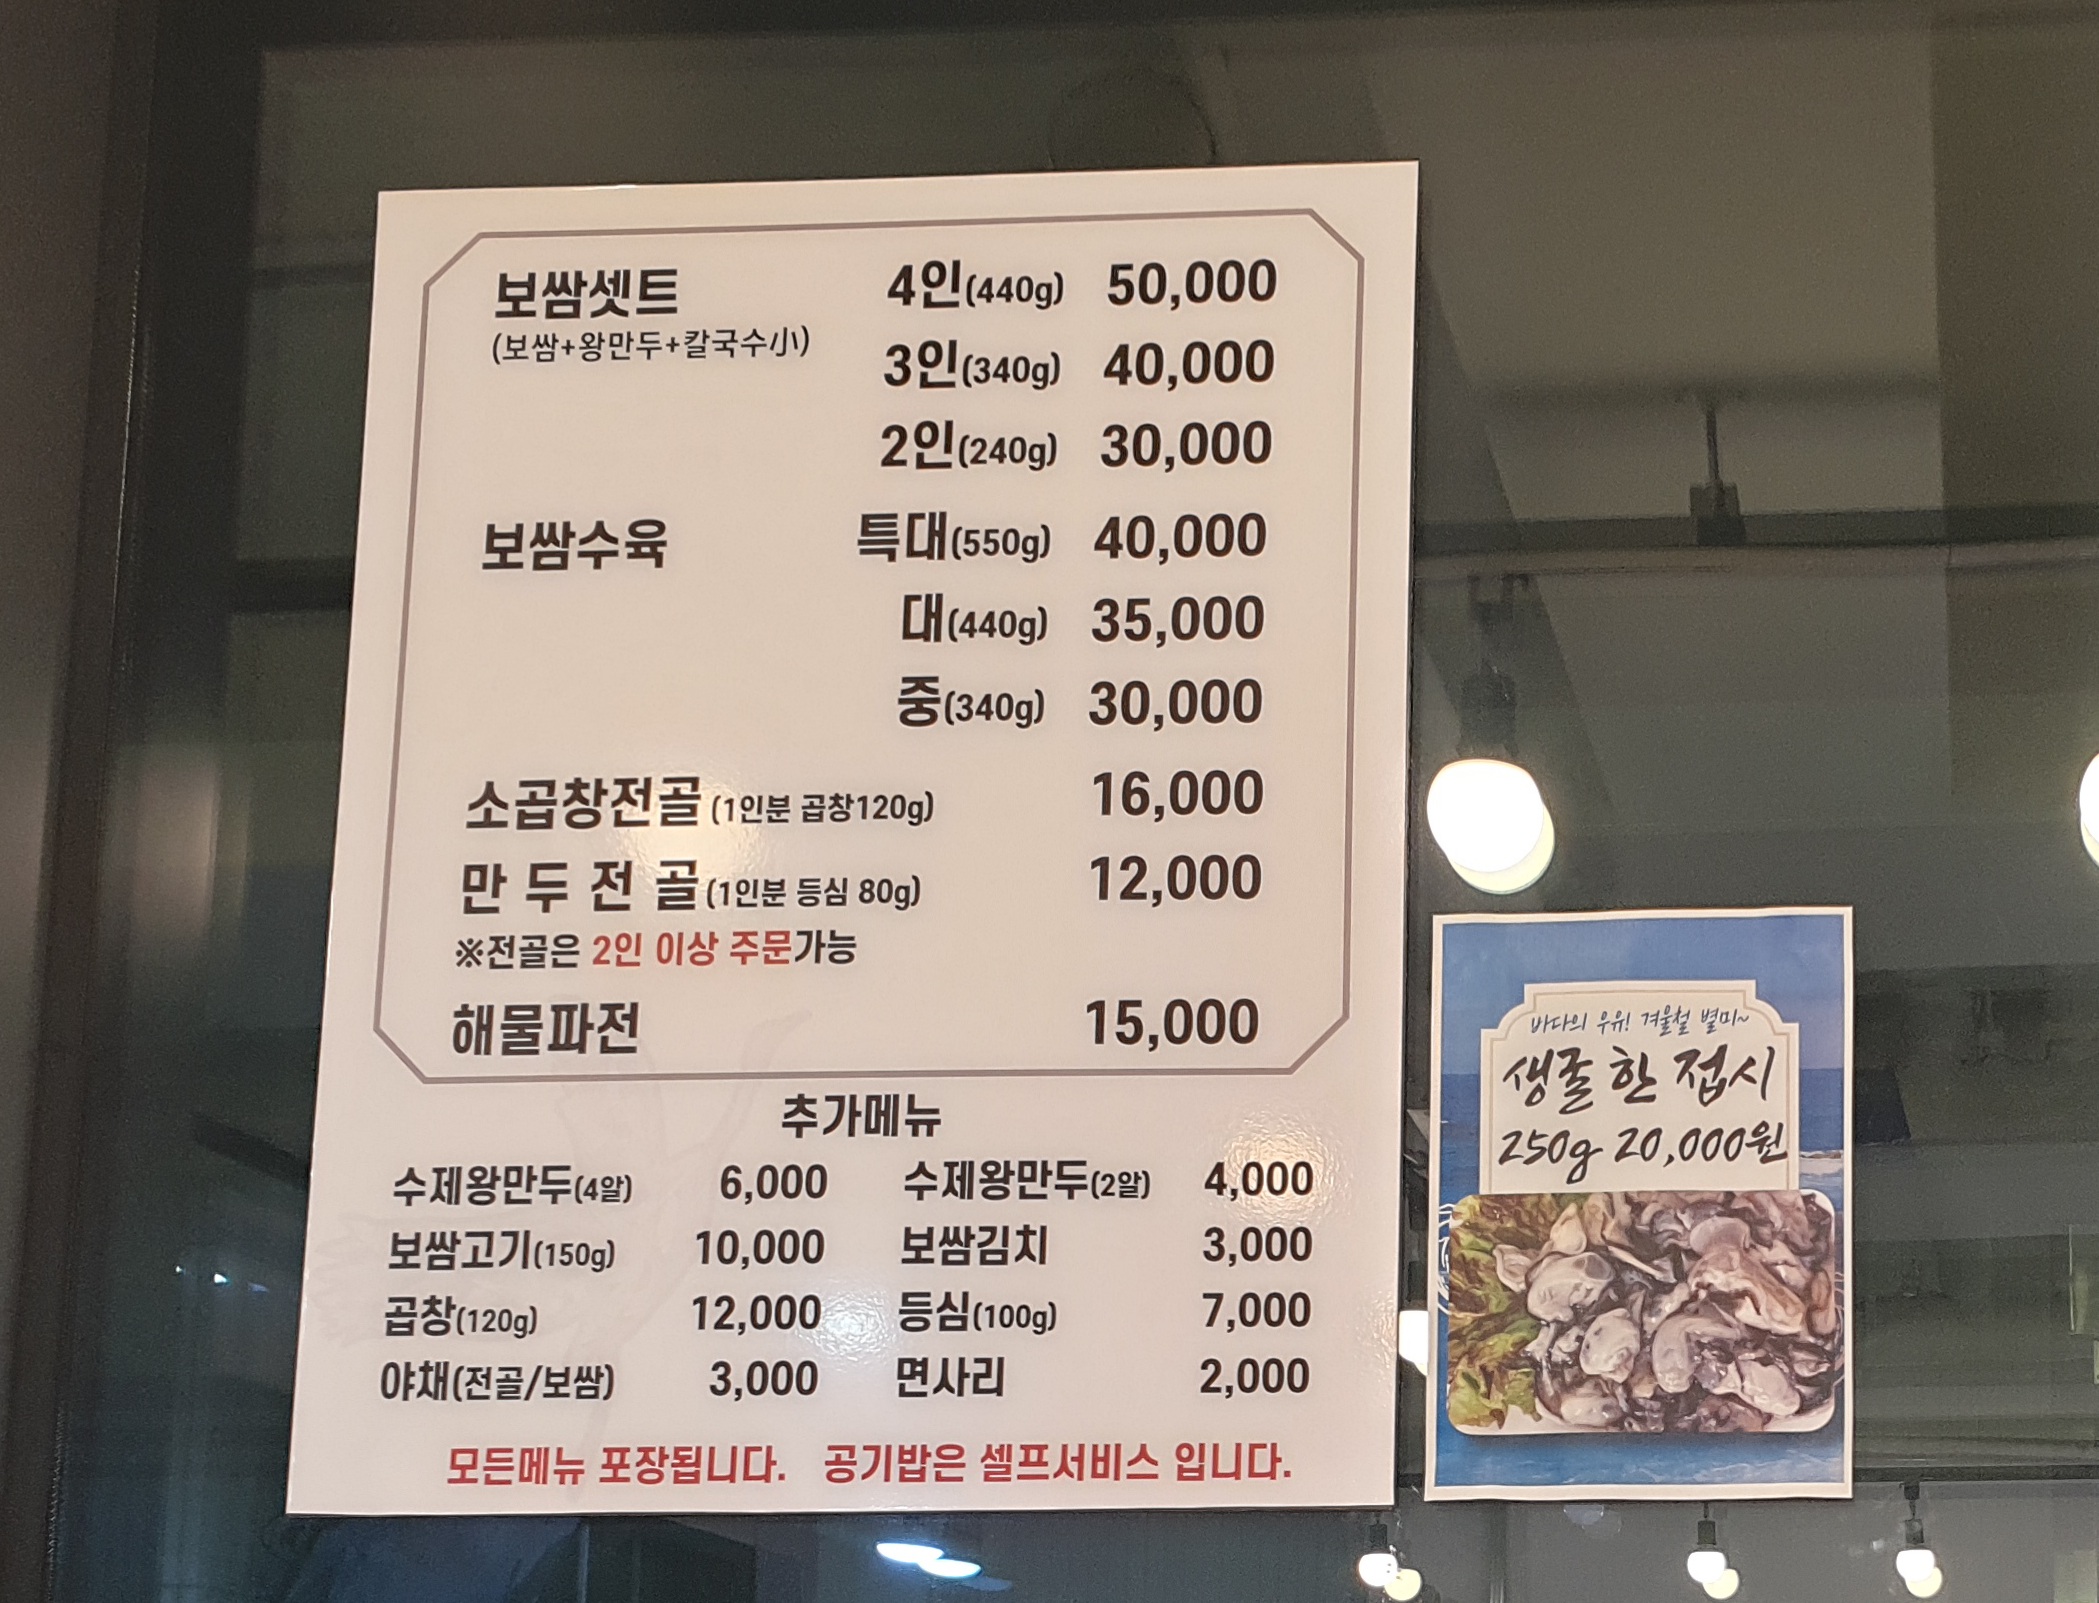 보쌈셋트 4인(440g) 50,000
(보쌈+왕만두+칼국수小)
3인(340g) 40,000
2인(240g) 30,000
보쌈수육 특대(550g) 40,000
대(440g) 35,000
중(340g) 30,000
소곱창전골(1인분 곱창120g) 16,000
만 두 전 골(1인분 등심 80g) 12,000
※전골은 2인 이상 주문가능
해물파전 15,000
추가메뉴
수제왕만두(4알) 6,000 수제왕만두(2알) 4,000
보쌈고기(150g) 10,000 보쌈김치 3,000
곱창(120g) 12,000 등심(100g) 7,000
야채(전골/보쌈) 3,000 면사리 2,000
모든메뉴 포장됩니다. 공기밥은 셀프서비스 입니다.
바다의 우유! 겨울철 별미~
생굴 한 접시
250g 20,000원